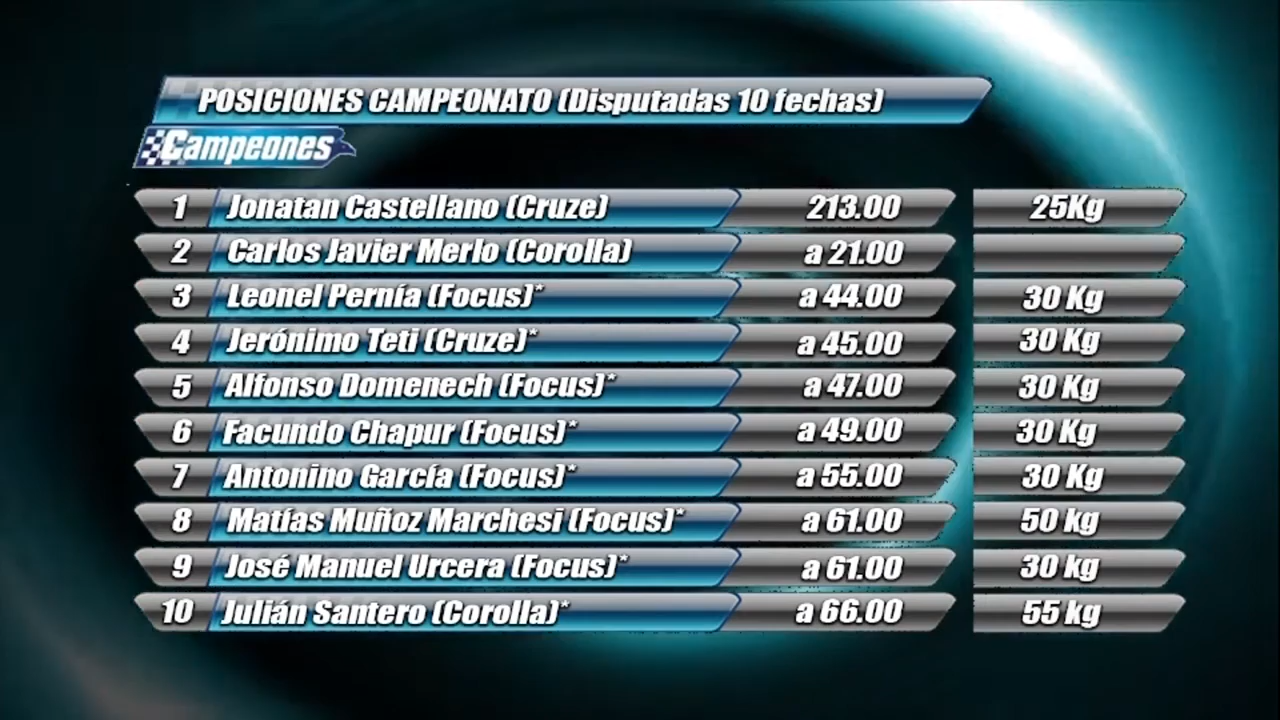 POSICIONES CAMPEONATO (Disputadas 10 fechas)
Campeones
1 Jonatan Castellano (Cruze) 213.00 25Kg
2 Carlos Javier Merlo (Corolla) a 21.00
3 Leonel Pernía (Focus)* a 44.00 30 Kg
4 Jerónimo Teti (Cruze)* a 45.00 30 Kg
5 Alfonso Domenech (Focus)* a 47.00 30 Kg
6 Facundo Chapur (Focus)* a 49.00 30 Kg
7 Antonino García (Focus)* a 55.00 30 Kg
8 Matías Muñoz Marchesi (Focus)* a 61.00 50 kg
9 José Manuel Urcera (Focus)* a 61.00 30 kg
10 Julián Santero (Corolla)* a 66.00 55 kg